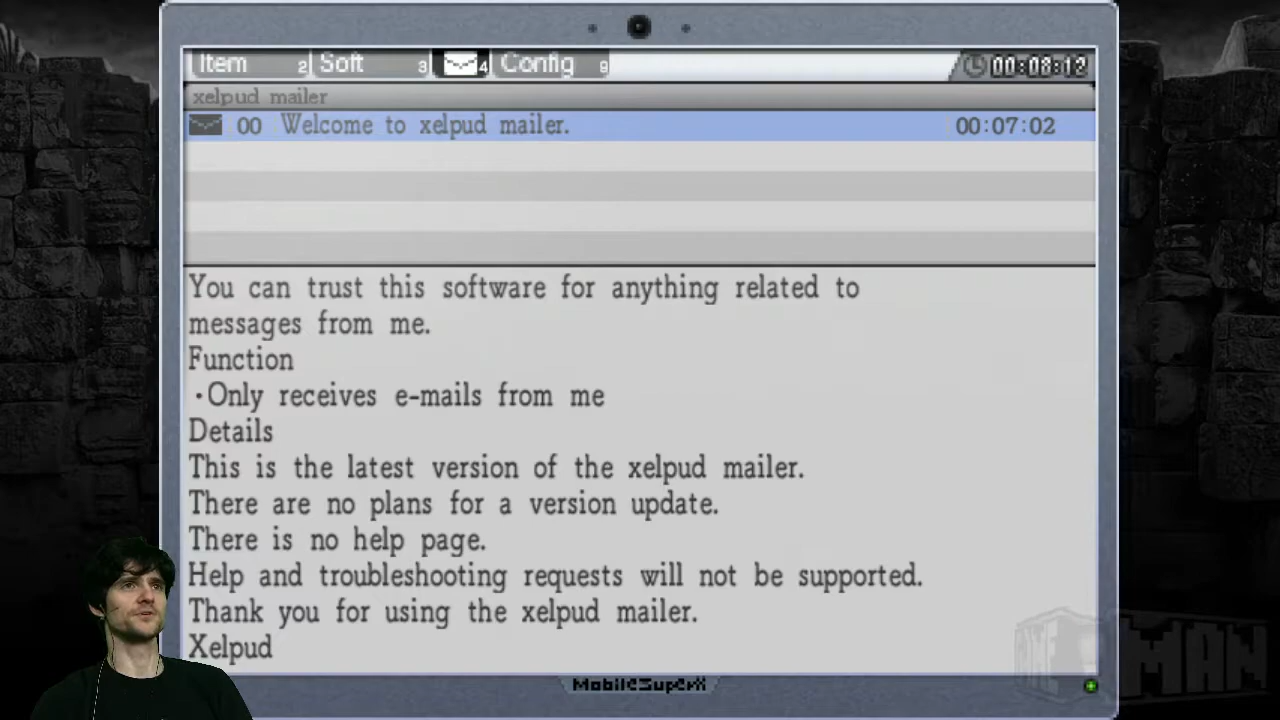 Item 2 Soft 3 4 Config 9 00:08:12
xelpud mailer
00 Welcome to xelpud mailer. 00:07:02
You can trust this software for anything related to
messages from me.
Function
・Only receives e-mails from me
Details
This is the latest version of the xelpud mailer.
There are no plans for a version update.
There is no help page.
Help and troubleshooting requests will not be supported.
Thank you for using the xelpud mailer.
Xelpud
MobileSuperX
MAN